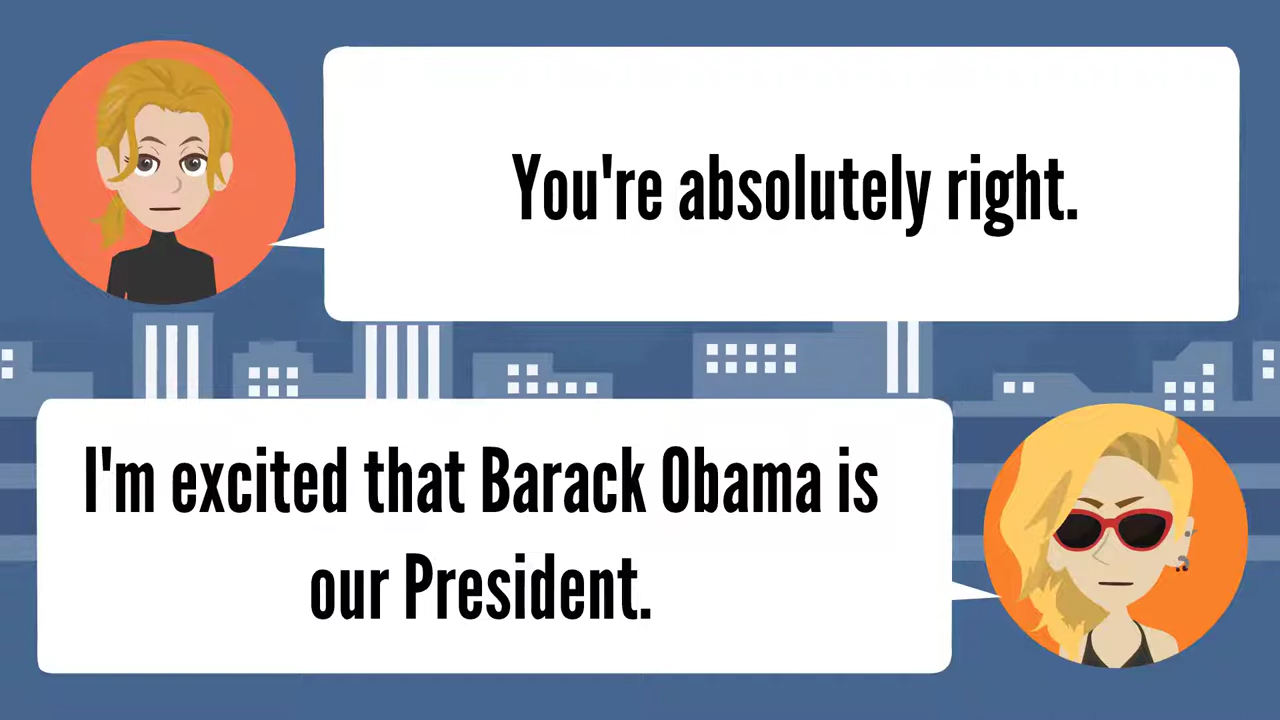 You're absolutely right.
I'm excited that Barack Obama is
our President.